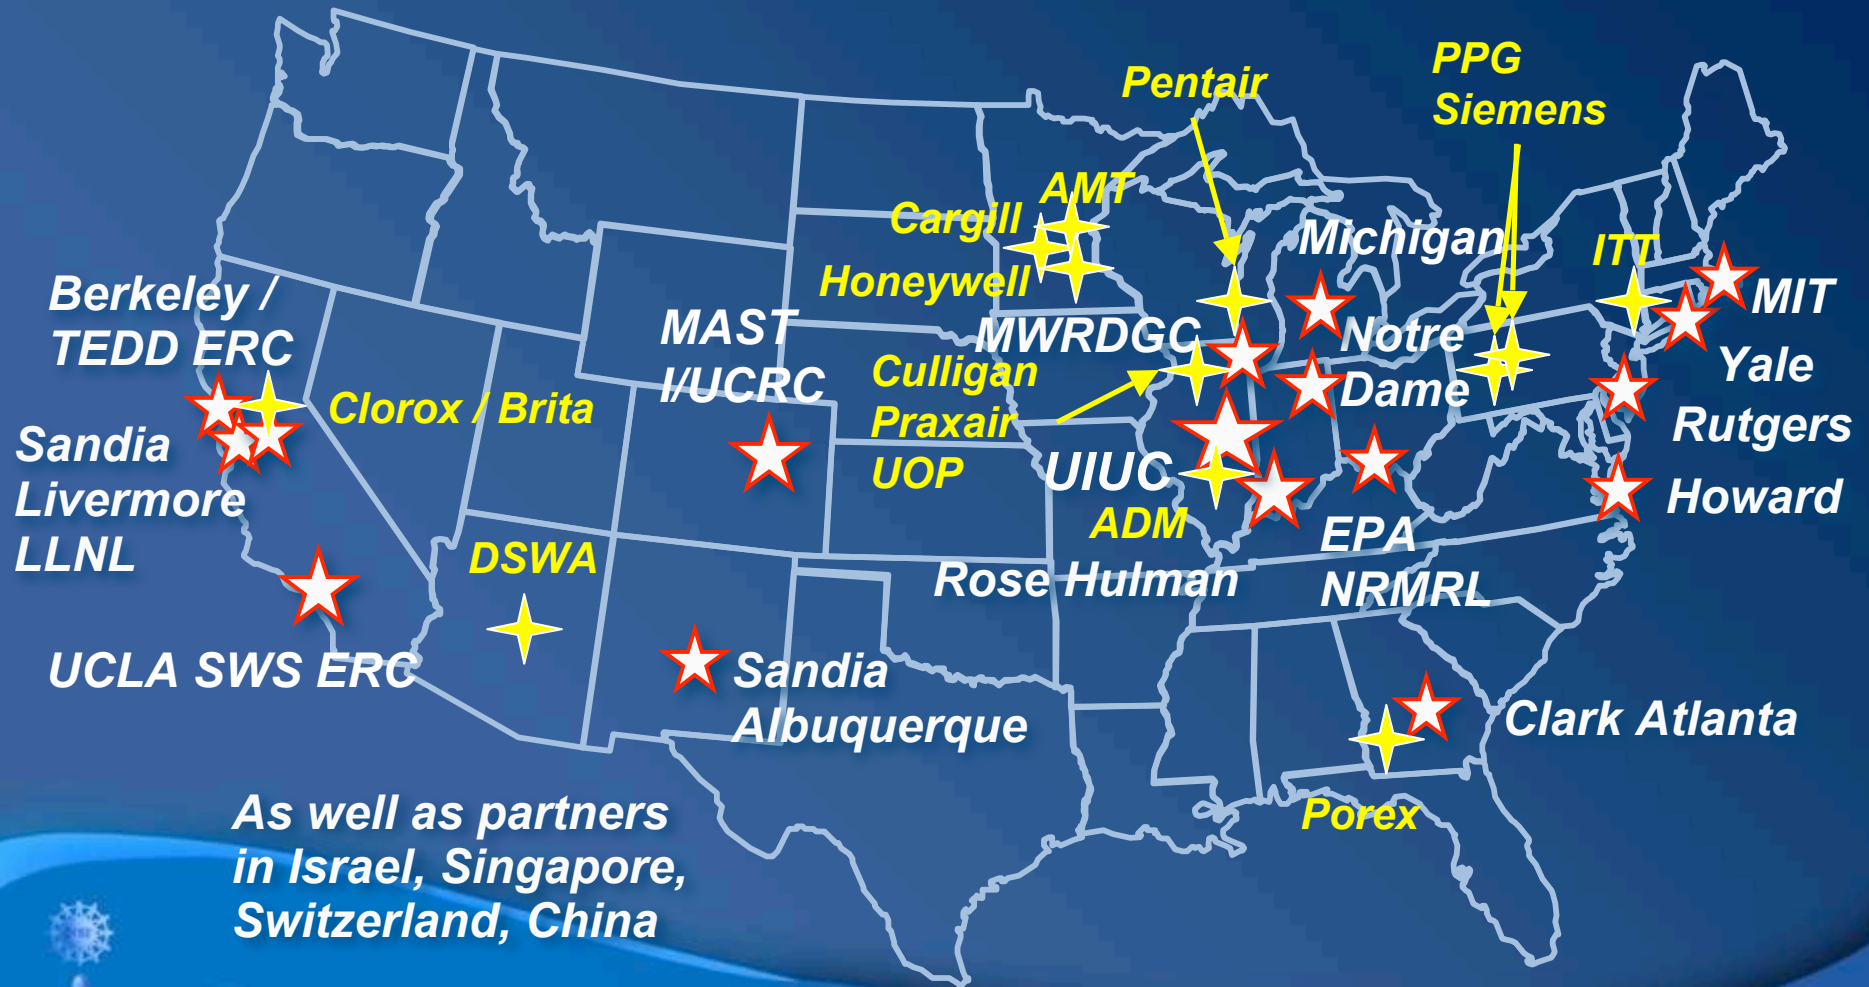 PPG
Siemens
Pentair
AMT
Cargill
Honeywell
Michigan
ITT
Berkeley /
TEDD ERC
MAST
I/UCRC
MWRDGC
Notre
Dame
MIT
Yale
Clorox / Brita
Culligan
Praxair
UOP
Rutgers
Sandia
Livermore
LLNL
UIUC
ADM
Howard
DSWA
Rose Hulman
EPA
NRMRL
UCLA SWS ERC
Sandia
Albuquerque
Clark Atlanta
Porex
As well as partners
in Israel, Singapore,
Switzerland, China